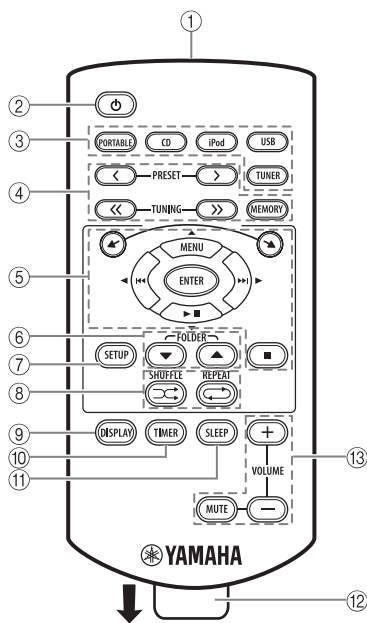 ①
②
③
PORTABLE CD iPod USB
TUNER
④
PRESET
TUNING
MEMORY
⑤
MENU
ENTER
⑥
FOLDER
⑦
SETUP
SHUFFLE REPEAT
⑧
⑨
DISPLAY TIMER SLEEP
⑩
⑪
+
VOLUME
⑬
MUTE
−
YAMAHA
⑫